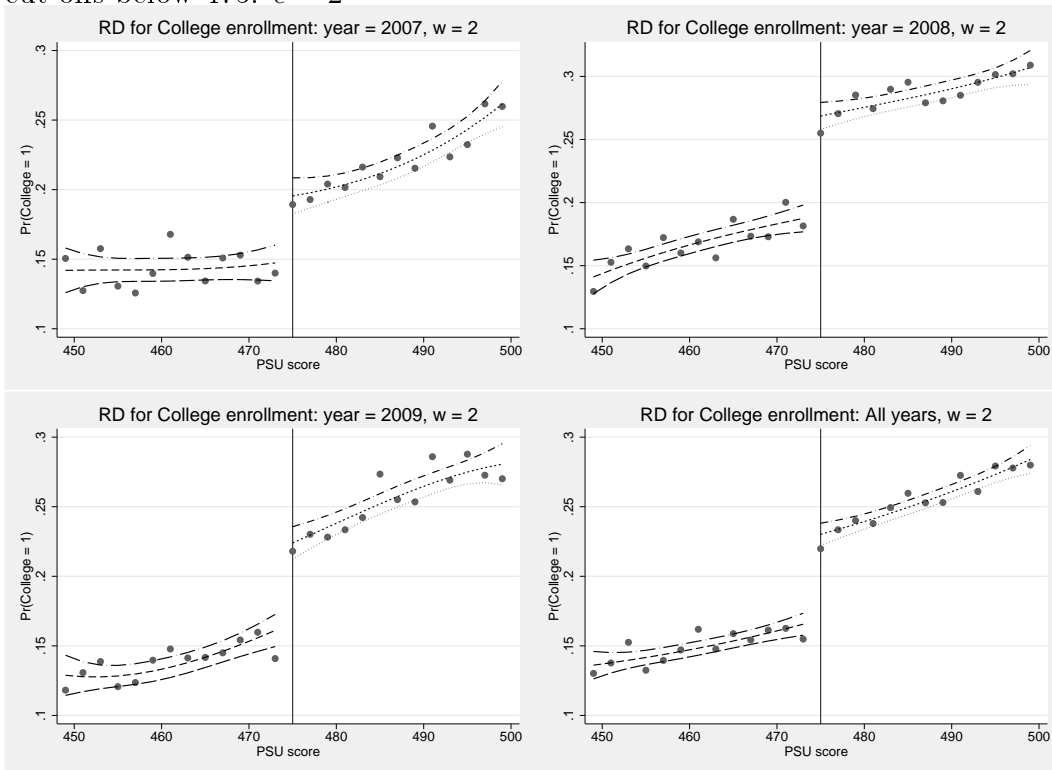 RD for College enrollment: year = 2007, w = 2
Pr(College = 1)
.1 .15 .2 .25 .3
450 460 470 480 490 500
PSU score
RD for College enrollment: year = 2008, w = 2
Pr(College = 1)
.1 .15 .2 .25 .3
450 460 470 480 490 500
PSU score
RD for College enrollment: year = 2009, w = 2
Pr(College = 1)
.1 .15 .2 .25 .3
450 460 470 480 490 500
PSU score
RD for College enrollment: All years, w = 2
Pr(College = 1)
.1 .15 .2 .25 .3
450 460 470 480 490 500
PSU score